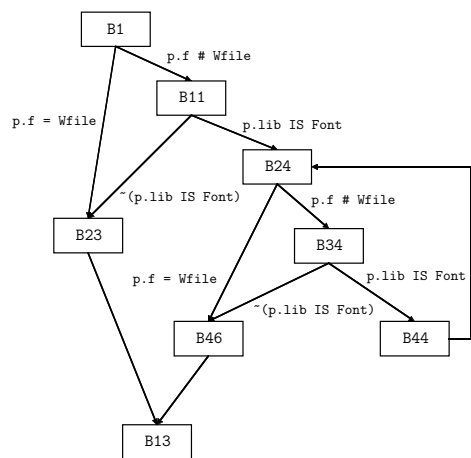 B1
p.f # Wfile
B11
p.f = Wfile
p.lib IS Font
B24
~(p.lib IS Font)
p.f # Wfile
B23
B34
p.f = Wfile
p.lib IS Font
~(p.lib IS Font)
B46
B44
B13